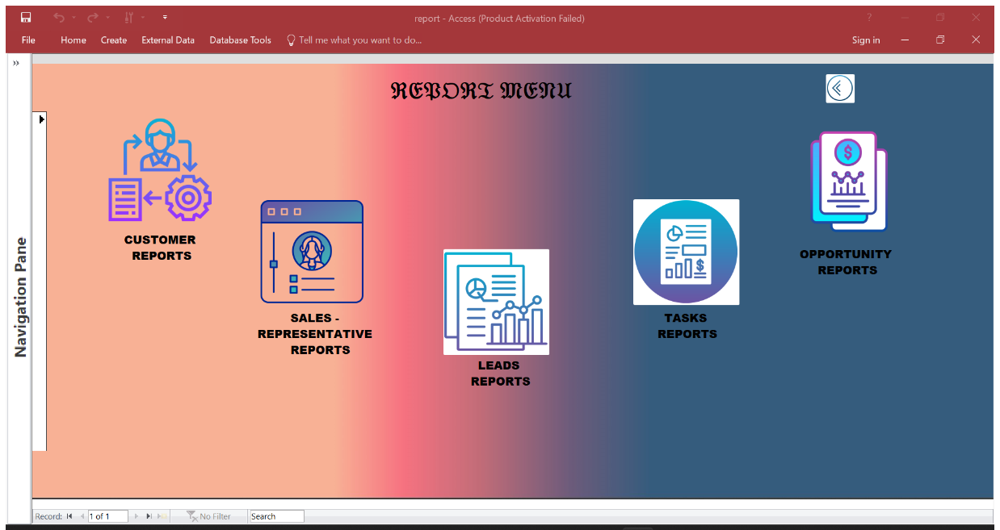 report - Access (Product Activation Failed)
File Home Create External Data Database Tools Tell me what you want to do... Sign in
REPORT MENU
CUSTOMER
REPORTS
SALES -
REPRESENTATIVE
REPORTS
LEADS
REPORTS
TASKS
REPORTS
OPPORTUNITY
REPORTS
Navigation Pane
Record: 1 of 1 No Filter Search